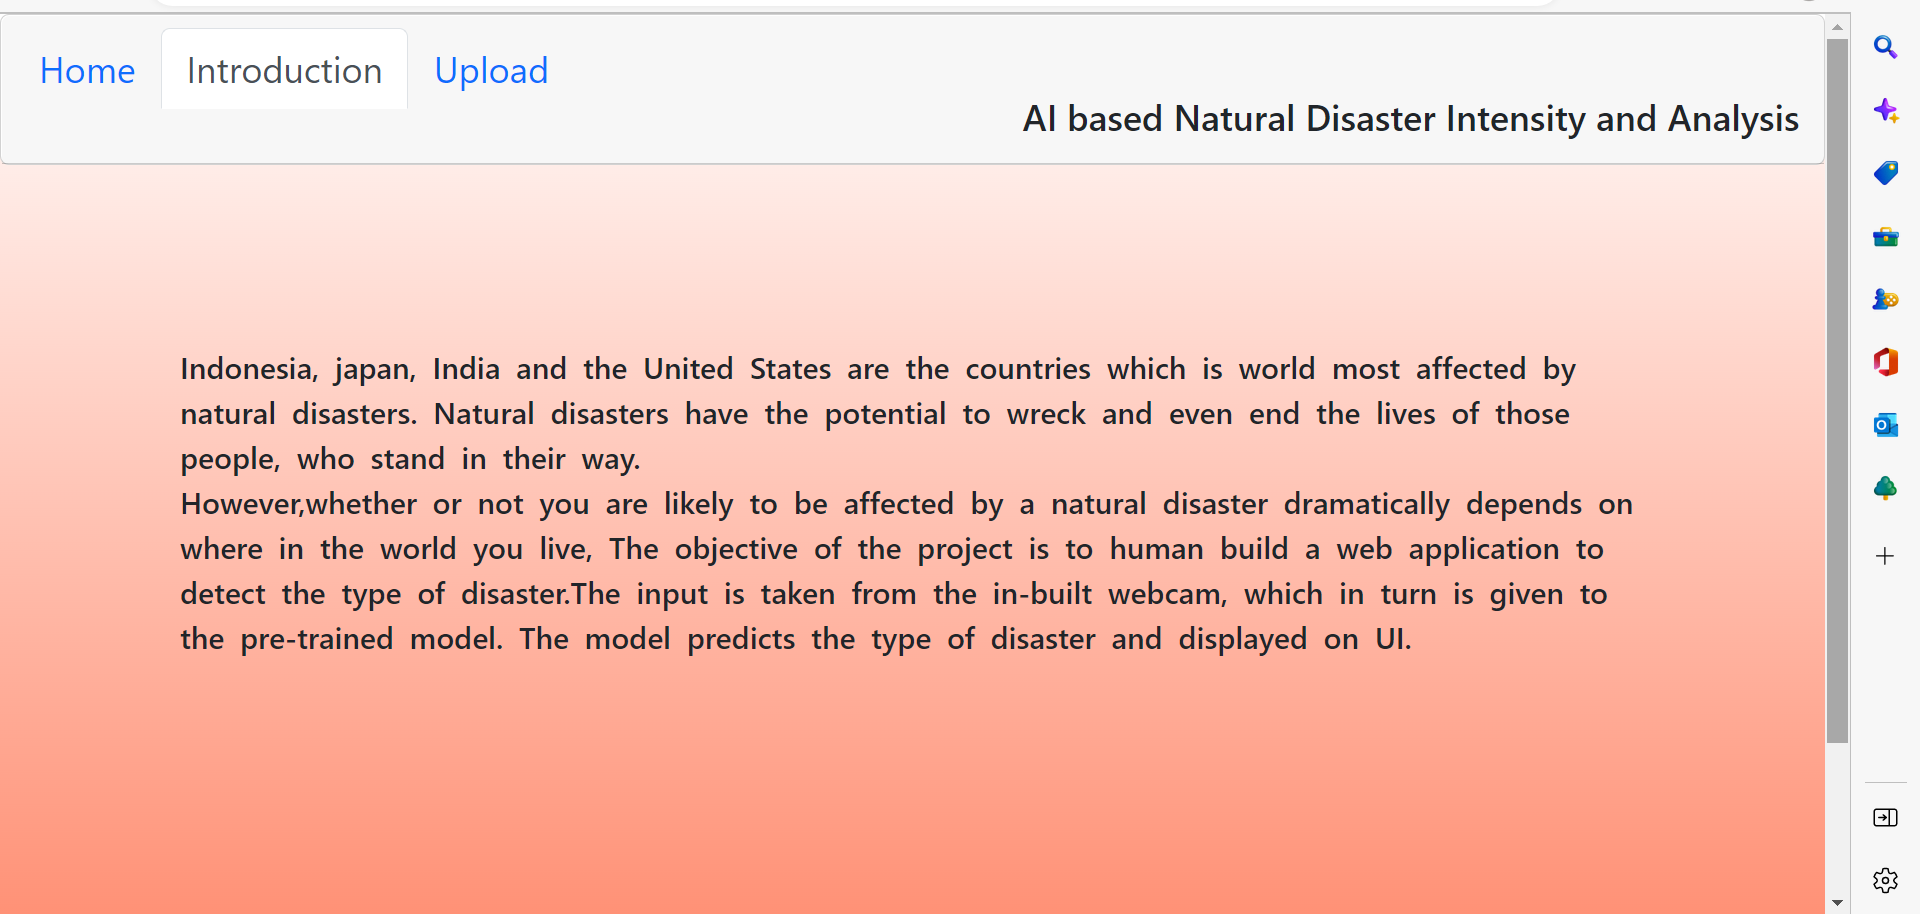 Home Introduction Upload
AI based Natural Disaster Intensity and Analysis
Indonesia, japan, India and the United States are the countries which is world most affected by
natural disasters. Natural disasters have the potential to wreck and even end the lives of those
people, who stand in their way.
However,whether or not you are likely to be affected by a natural disaster dramatically depends on
where in the world you live, The objective of the project is to human build a web application to
detect the type of disaster.The input is taken from the in-built webcam, which in turn is given to
the pre-trained model. The model predicts the type of disaster and displayed on UI.